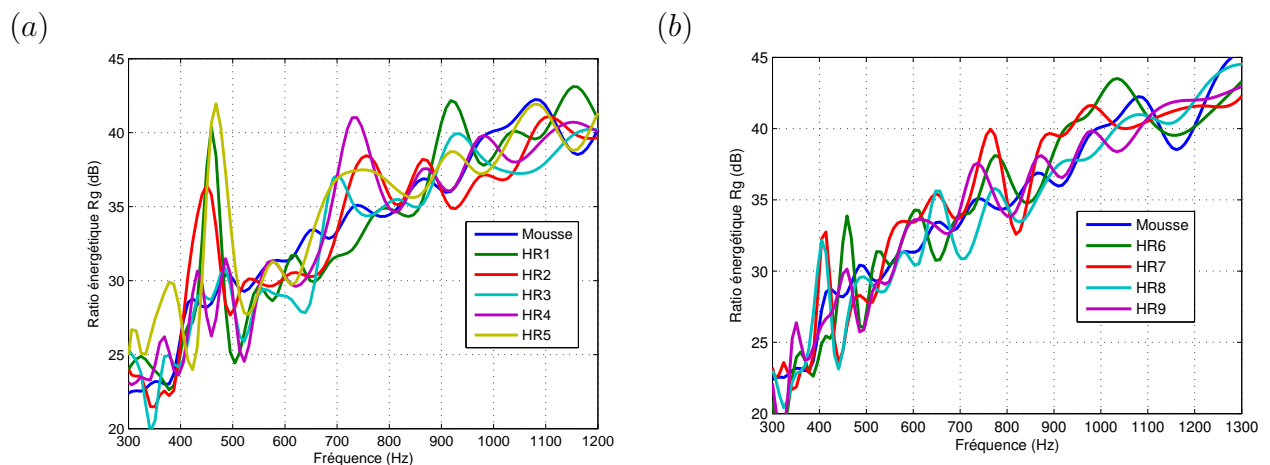 (a)
45
40
35
30
25
20
Ratio énergétique Rg (dB)
300 400 500 600 700 800 900 1000 1100 1200
Fréquence (Hz)
Mousse
HR1
HR2
HR3
HR4
HR5
(b)
45
40
35
30
25
20
Ratio énergétique Rg (dB)
300 400 500 600 700 800 900 1000 1100 1200 1300
Fréquence (Hz)
Mousse
HR6
HR7
HR8
HR9